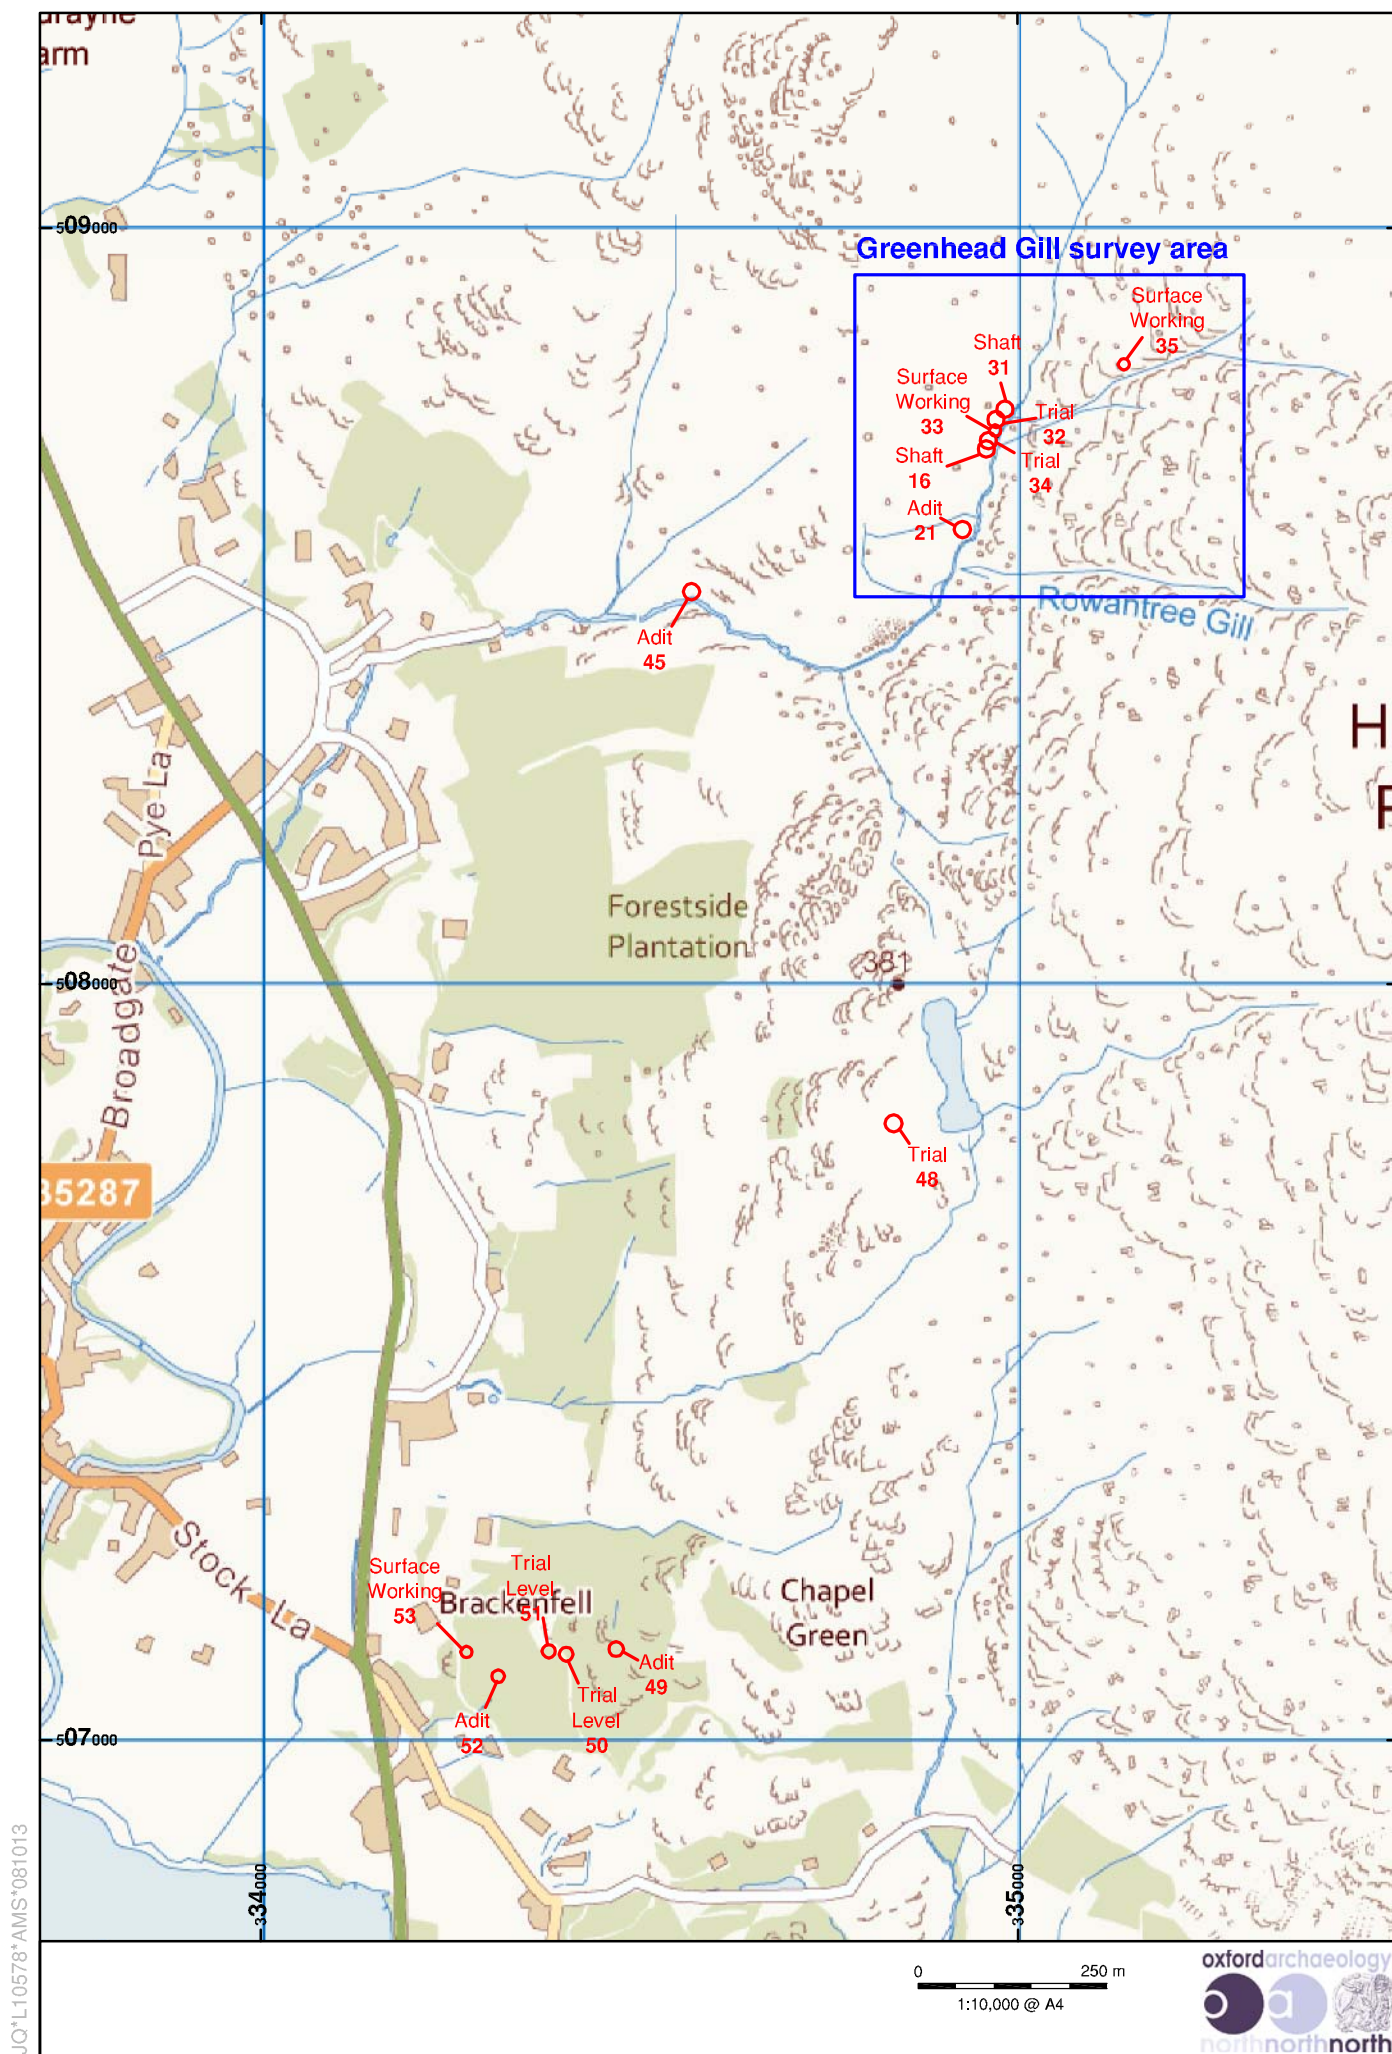 arm
509000
Greenhead Gill survey area
Surface
Working
35
Shaft
31
Surface
Working
33
Trial
32
Shaft
16
Trial
34
Adit
21
Rowantree Gill
Adit
45
H
Pye La
Forestside
Plantation
381
508000
Broadgate
Trial
48
B5287
Stock La
Surface
Working
53
Trial
Level
51
Brackenfell
Chapel
Green
Adit
49
Trial
Level
50
Adit
52
507000
334000
335000
0
250 m
1:10,000 @ A4
oxfordarchaeology
northnorthnorth
JQ*L10578*AMS*081013